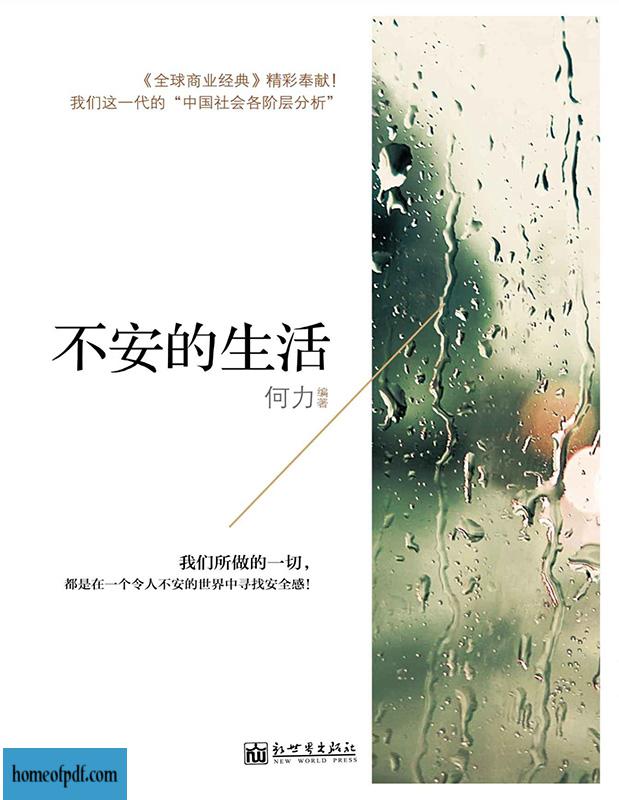 《全球商业经典》精彩奉献！
我们这一代的“中国社会各阶层分析”
不安的生活
何力 编著
我们所做的一切，
都是在一个令人不安的世界中寻找安全感！
新世界出版社
NEW WORLD PRESS
homeofpdf.com